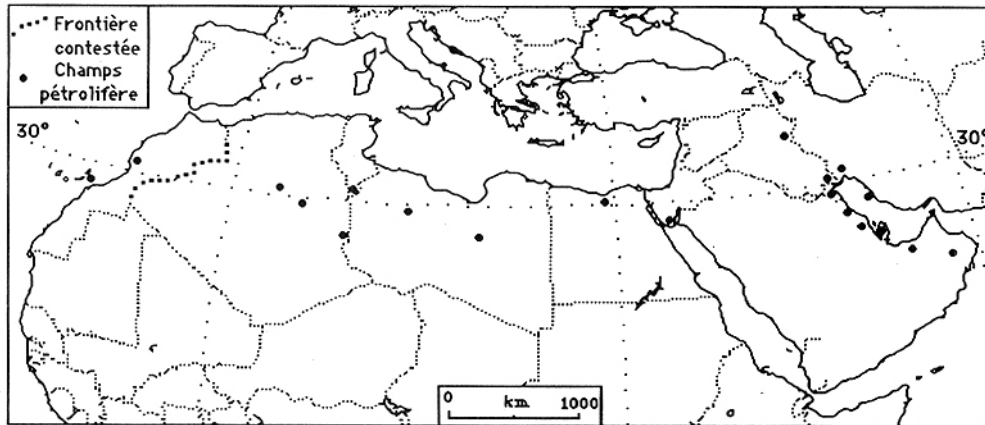 Frontière
contestée
Champs
pétrolifère
30°
30°
0 km. 1000